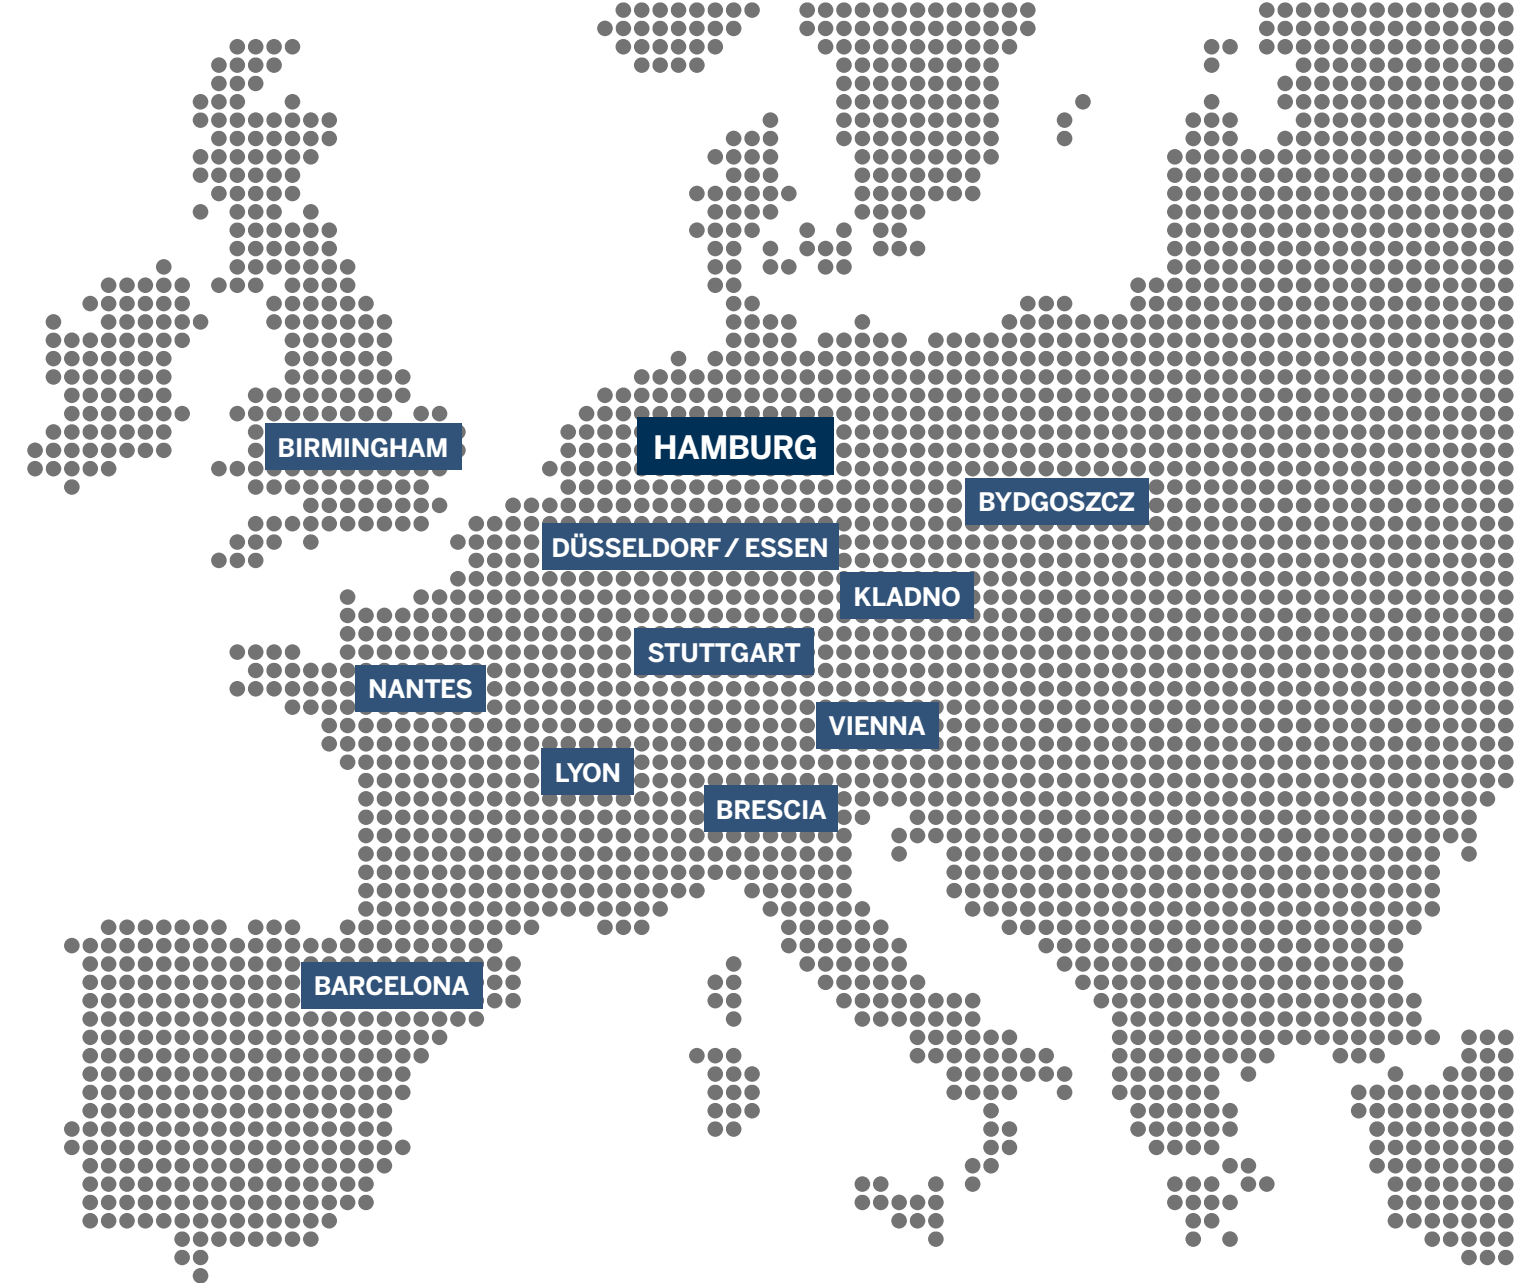 BIRMINGHAM
HAMBURG
BYDGOSZCZ
DÜSSELDORF / ESSEN
KLADNO
STUTTGART
NANTES
VIENNA
LYON
BRESCIA
BARCELONA